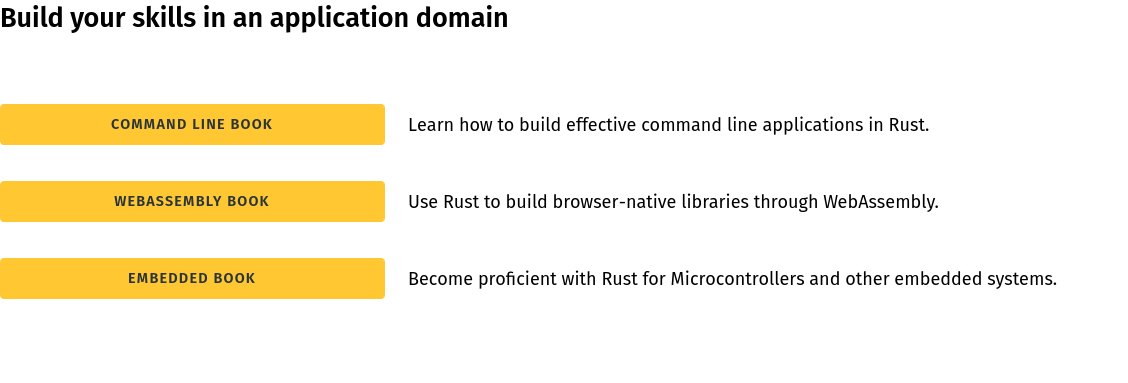 Build your skills in an application domain
COMMAND LINE BOOK
Learn how to build effective command line applications in Rust.
WEBASSEMBLY BOOK
Use Rust to build browser-native libraries through WebAssembly.
EMBEDDED BOOK
Become proficient with Rust for Microcontrollers and other embedded systems.